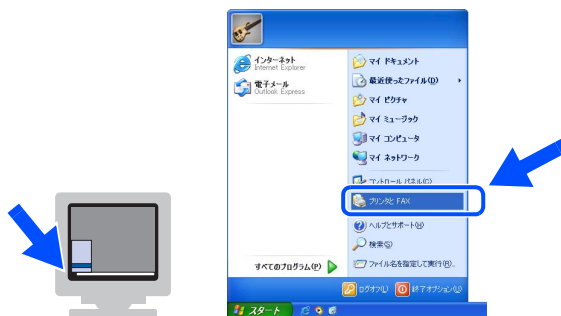 インターネット
Internet Explorer
電子メール
Outlook Express
すべてのプログラム(P)
マイ ドキュメント
最近使ったファイル(D)
マイ ピクチャ
マイ ミュージック
マイ コンピュータ
マイ ネットワーク
コントロール パネル(C)
プリンタと FAX
ヘルプとサポート(H)
検索(S)
ファイル名を指定して実行(R)...
ログオフ(L)
終了オプション(U)
スタート